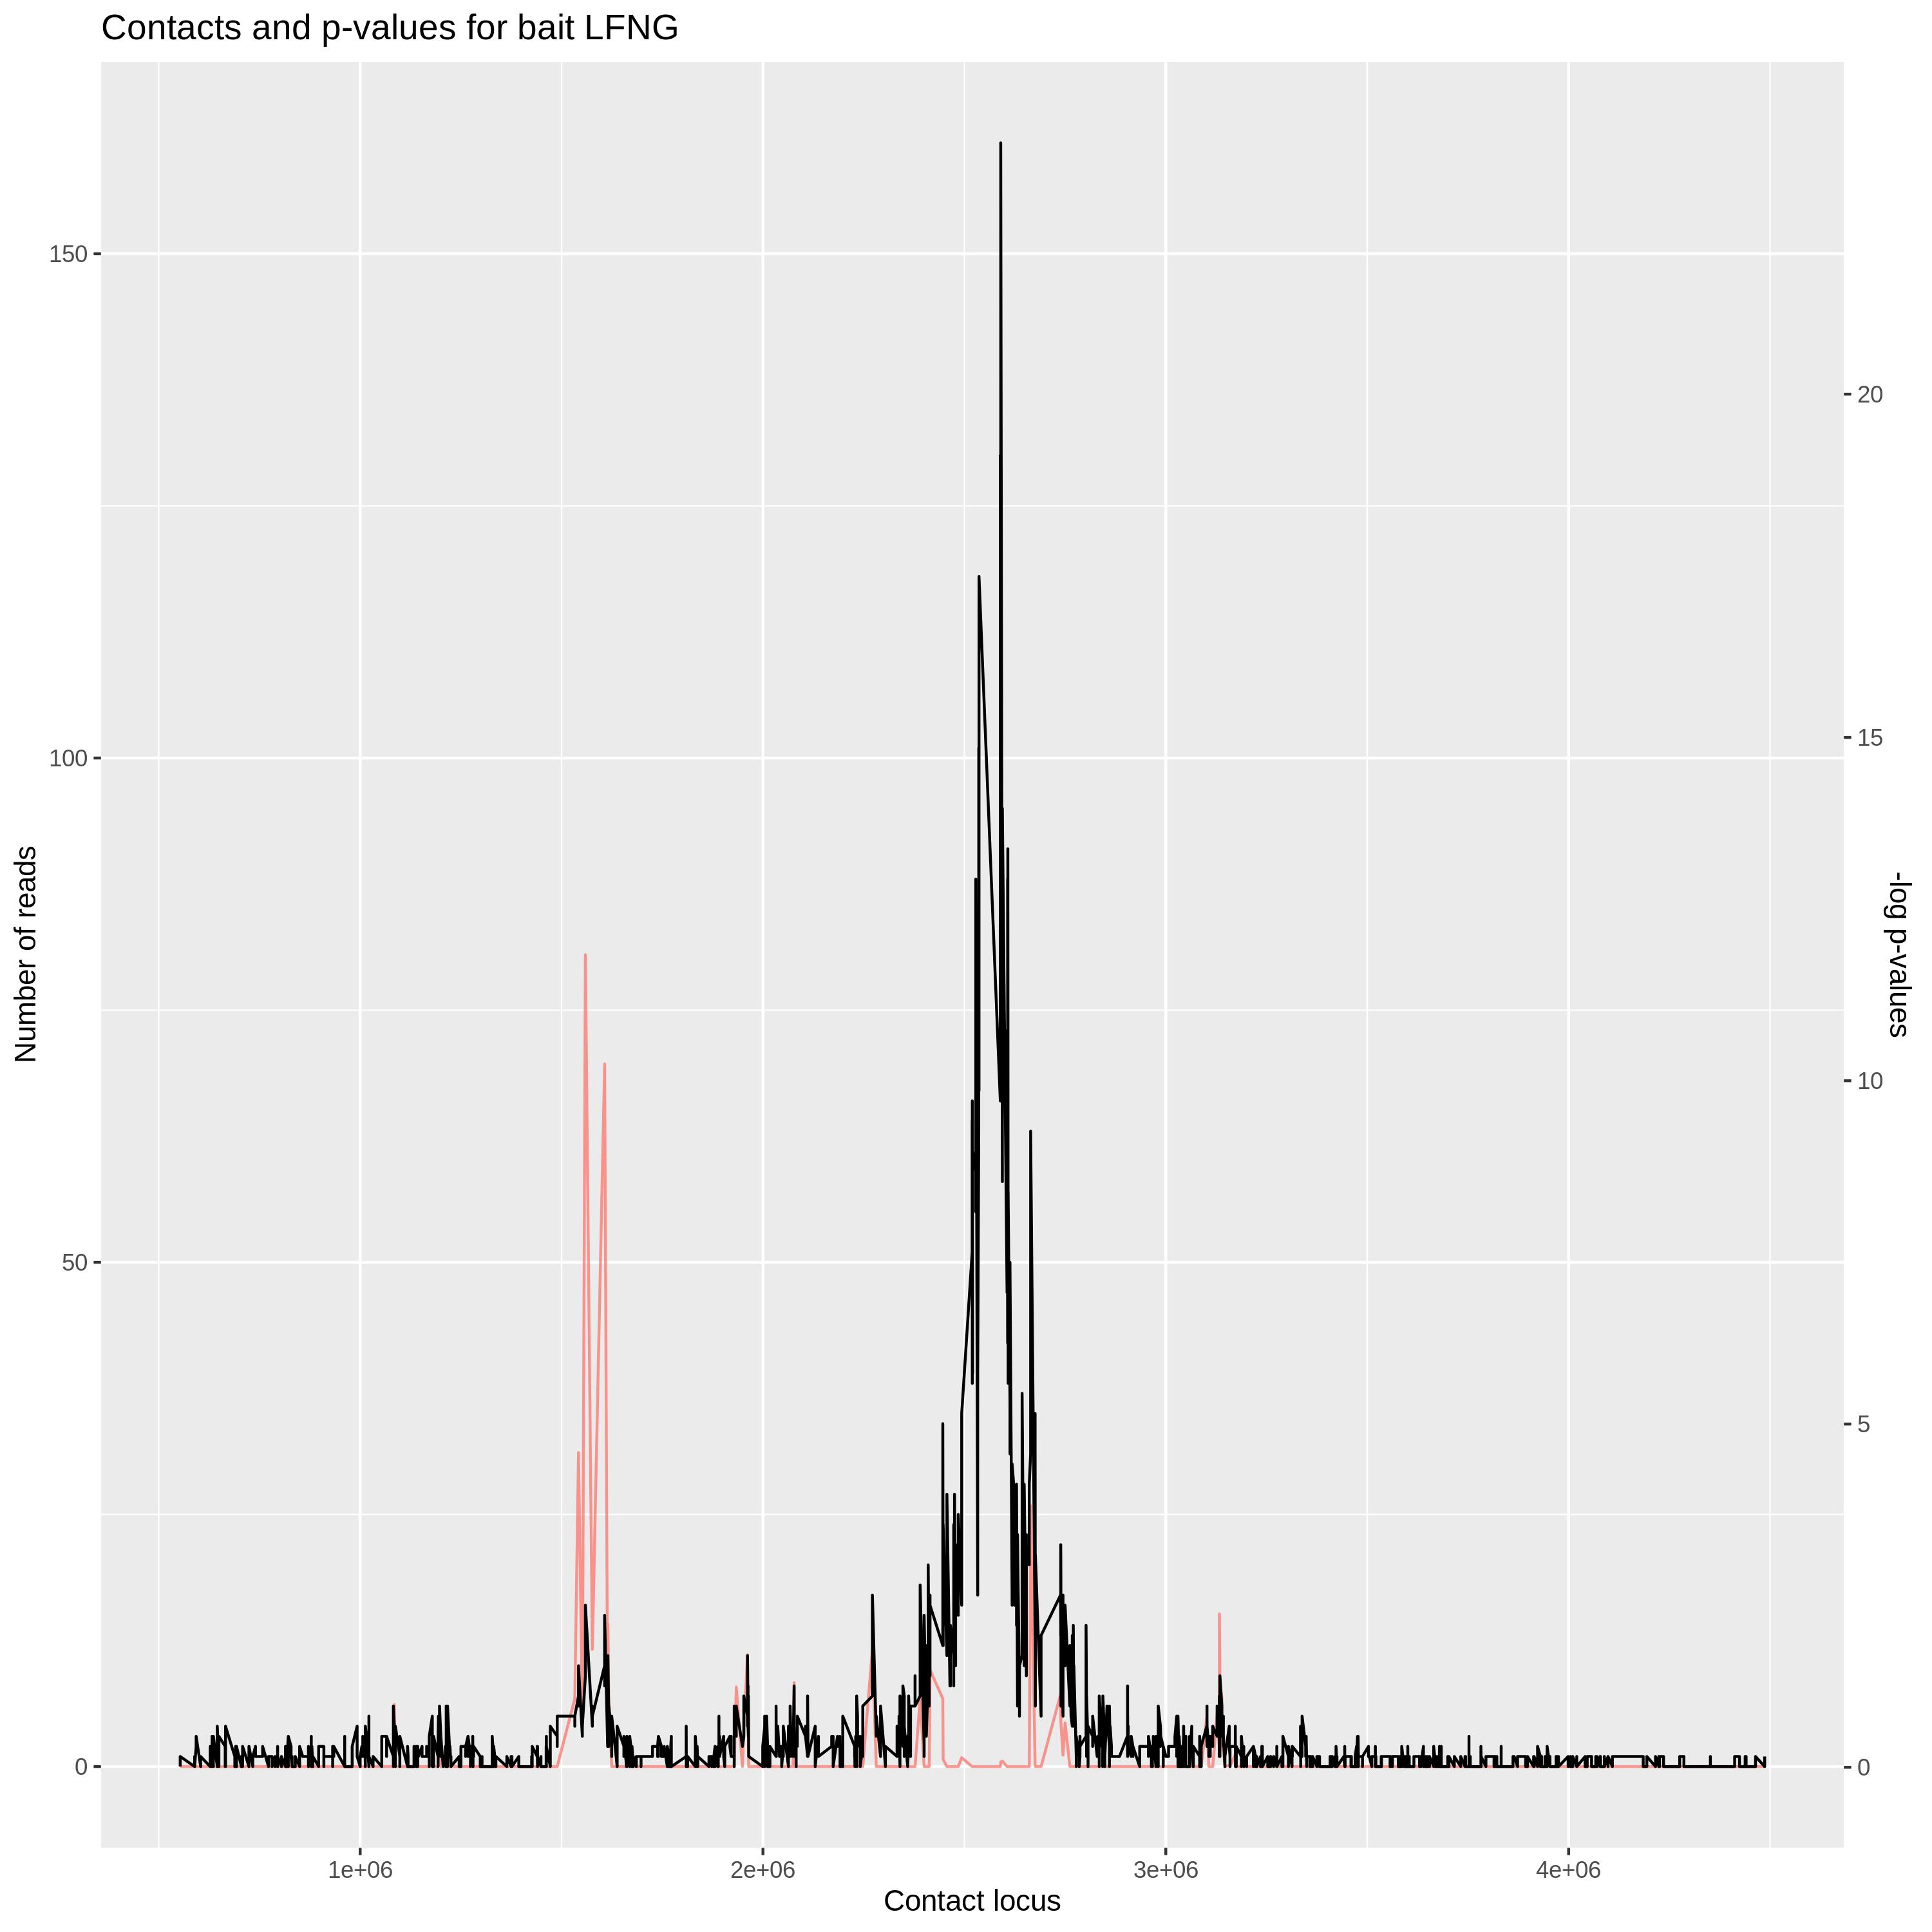 Contacts and p-values for bait LFNG
150
100
50
0
Number of reads
20
15
10
5
0
-log p-values
1e+06
2e+06
3e+06
4e+06
Contact locus